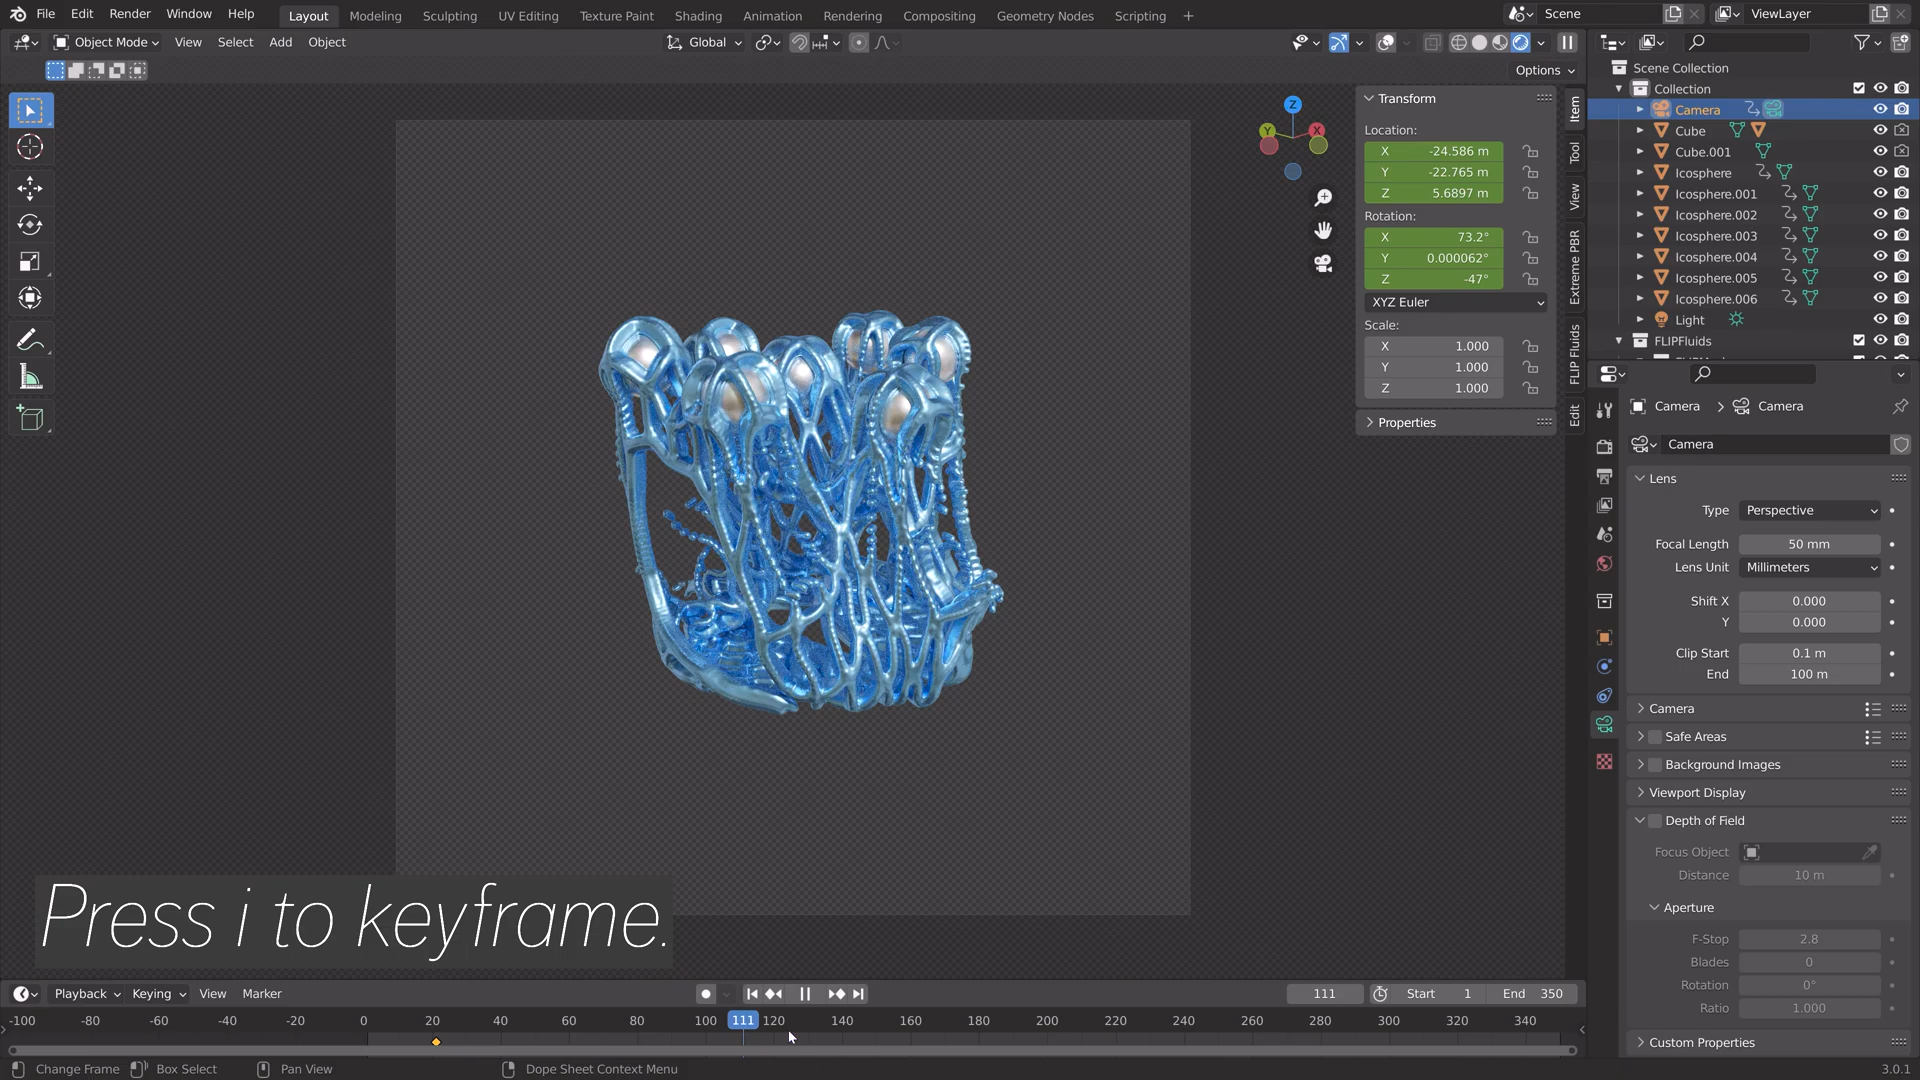 File Edit Render Window Help Layout Modeling Sculpting UV Editing Texture Paint Shading Animation Rendering Compositing Geometry Nodes Scripting + Scene ViewLayer
Object Mode View Select Add Object Global
Options
Transform
Location:
X -24.586 m
Y -22.765 m
Z 5.6897 m
Rotation:
X 73.2°
Y 0.000062°
Z -47°
XYZ Euler
Scale:
X 1.000
Y 1.000
Z 1.000
Properties
Item
Tool
View
Extreme PBR
FLIP Fluids
Edit
Z
Y
X
Scene Collection
Collection
Camera
Cube
Cube.001
Icosphere
Icosphere.001
Icosphere.002
Icosphere.003
Icosphere.004
Icosphere.005
Icosphere.006
Light
FLIPFluids
Camera > Camera
Camera
Lens
Type Perspective
Focal Length 50 mm
Lens Unit Millimeters
Shift X 0.000
Y 0.000
Clip Start 0.1 m
End 100 m
Camera
Safe Areas
Background Images
Viewport Display
Depth of Field
Focus Object
Distance 10 m
Aperture
F-Stop 2.8
Blades 0
Rotation 0°
Ratio 1.000
Custom Properties
Press i to keyframe.
Playback Keying View Marker 111 Start 1 End 350
-100 -80 -60 -40 -20 0 20 40 60 80 100 111 120 140 160 180 200 220 240 260 280 300 320 340
Change Frame Box Select Pan View Dope Sheet Context Menu 3.0.1